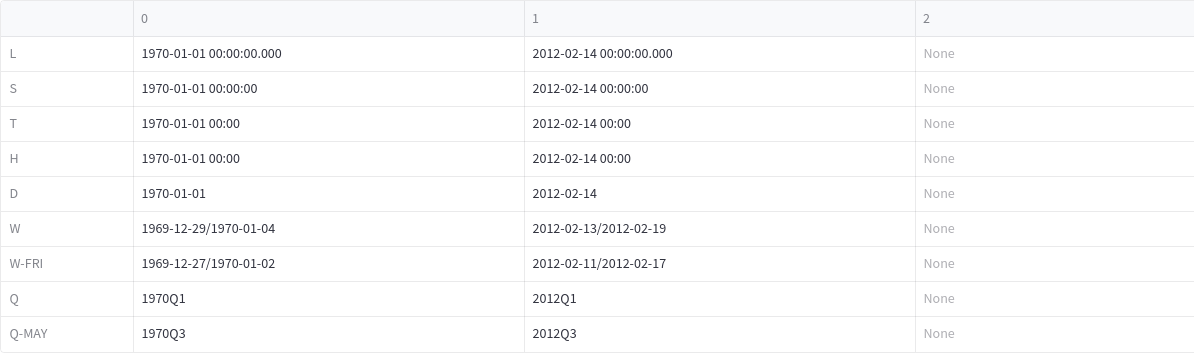 0 1 2
L 1970-01-01 00:00:00.000 2012-02-14 00:00:00.000 None
S 1970-01-01 00:00:00 2012-02-14 00:00:00 None
T 1970-01-01 00:00 2012-02-14 00:00 None
H 1970-01-01 00:00 2012-02-14 00:00 None
D 1970-01-01 2012-02-14 None
W 1969-12-29/1970-01-04 2012-02-13/2012-02-19 None
W-FRI 1969-12-27/1970-01-02 2012-02-11/2012-02-17 None
Q 1970Q1 2012Q1 None
Q-MAY 1970Q3 2012Q3 None